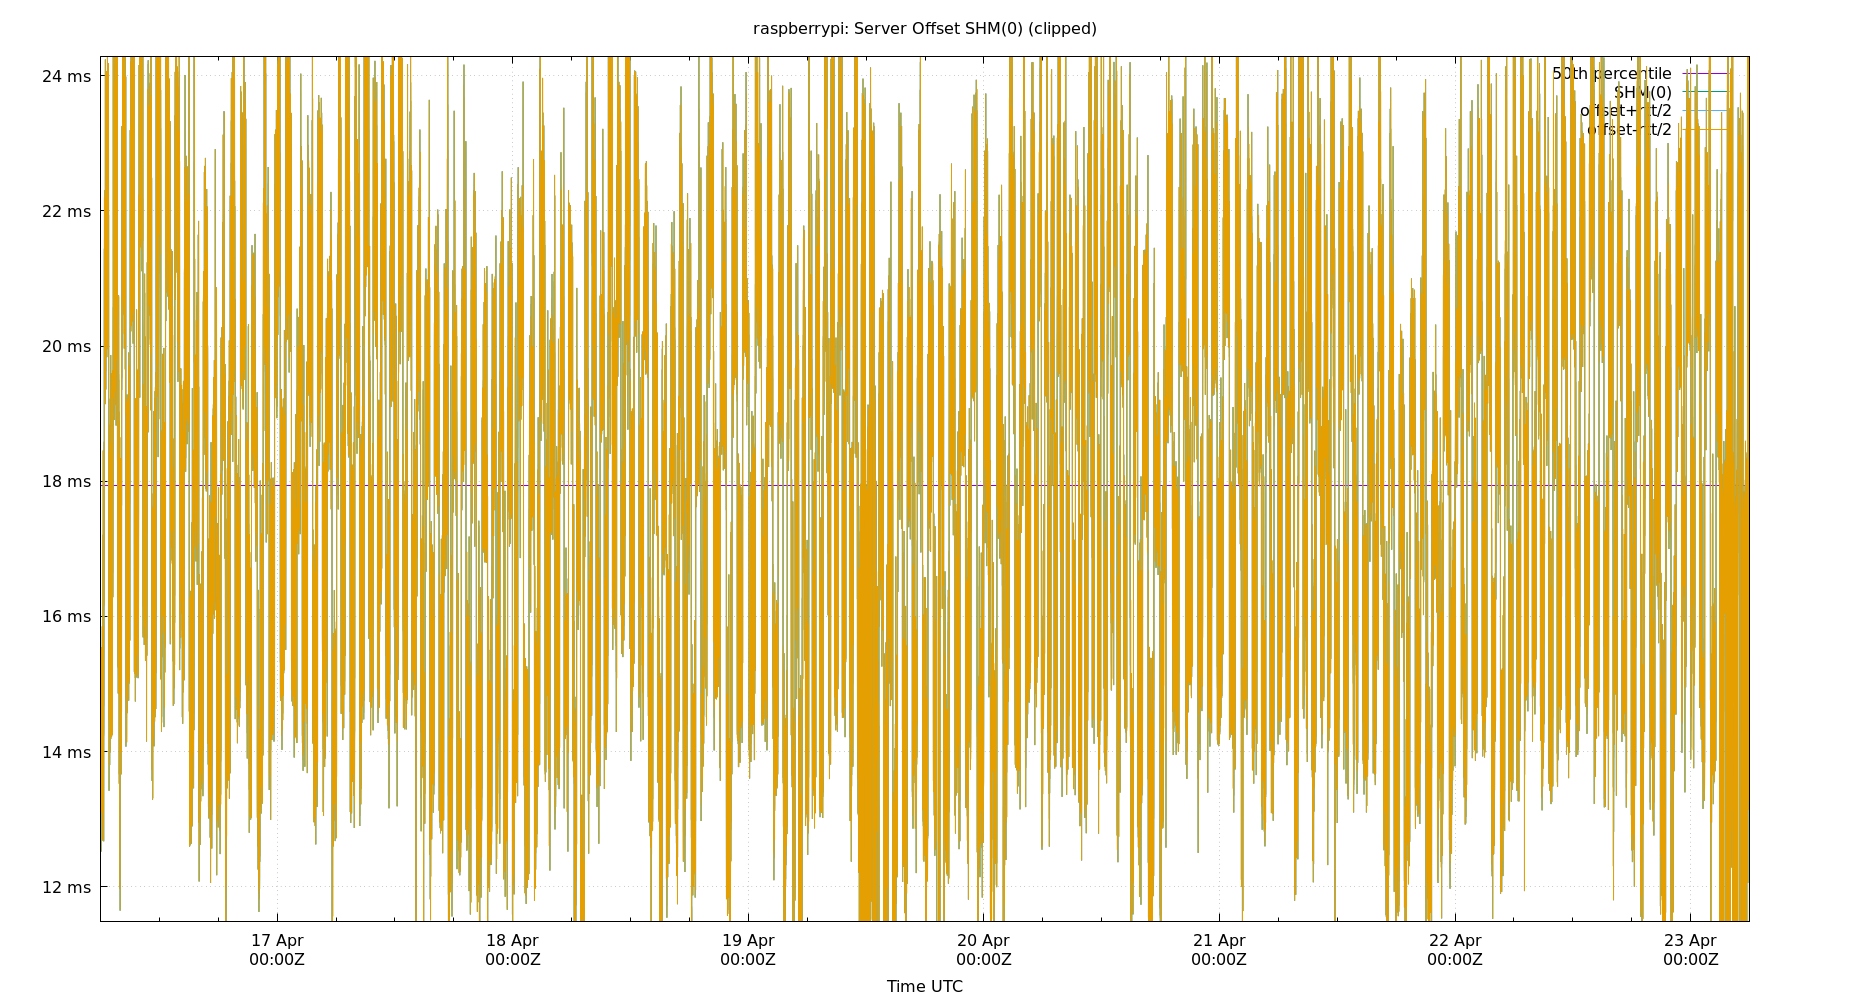 raspberrypi: Server Offset SHM(0) (clipped)
24 ms
22 ms
20 ms
18 ms
16 ms
14 ms
12 ms
50th percentile
SHM(0)
offset+rtt/2
offset-rtt/2
17 Apr
00:00Z
18 Apr
00:00Z
19 Apr
00:00Z
20 Apr
00:00Z
21 Apr
00:00Z
22 Apr
00:00Z
23 Apr
00:00Z
Time UTC